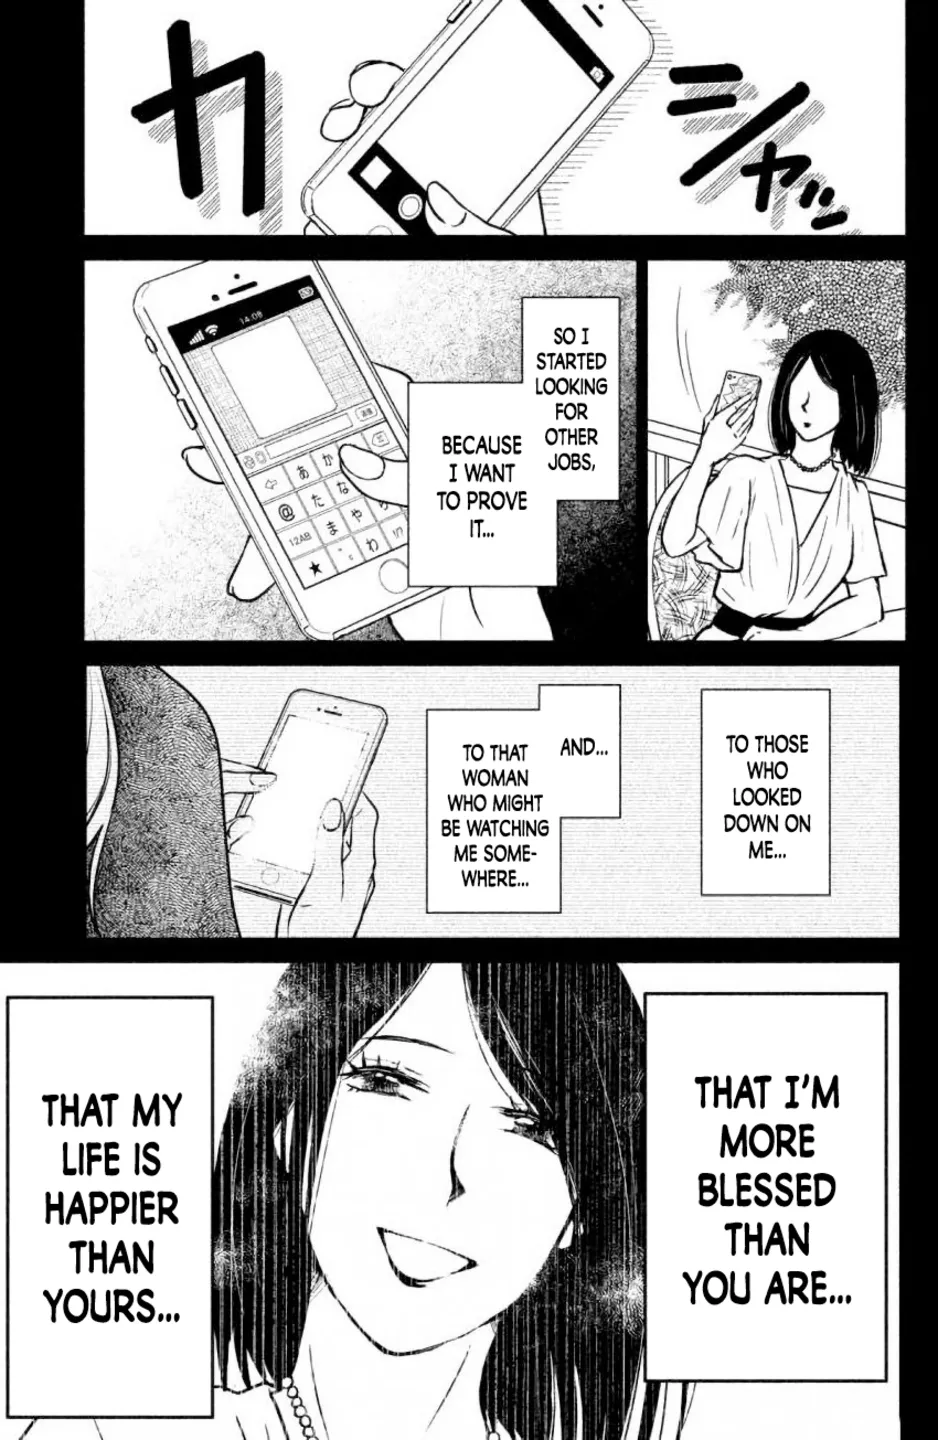 カシャッ
SO I
STARTED
LOOKING
FOR
OTHER
JOBS,
BECAUSE
I WANT
TO PROVE
IT...
14:08
あ か
@ た な
12AB ま や
★ わ !?
TO THOSE
WHO
LOOKED
DOWN ON
ME...
AND...
TO THAT
WOMAN
WHO MIGHT
BE WATCHING
ME SOME-
WHERE...
THAT I'M
MORE
BLESSED
THAN
YOU ARE...
THAT MY
LIFE IS
HAPPIER
THAN
YOURS...